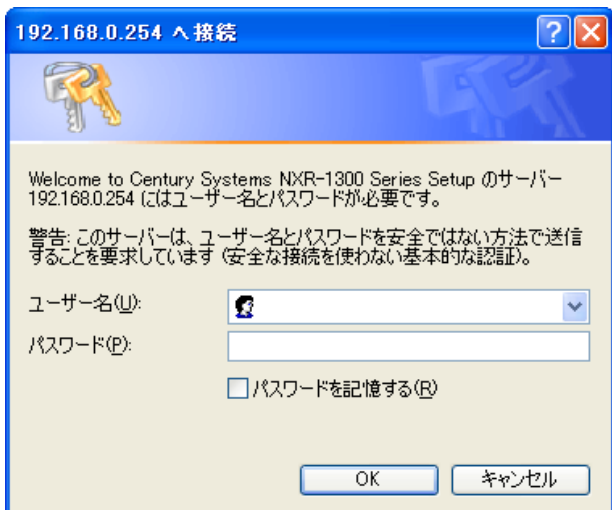 192.168.0.254 へ接続
Welcome to Century Systems NXR-1300 Series Setup のサーバー
192.168.0.254 にはユーザー名とパスワードが必要です。
警告: このサーバーは、ユーザー名とパスワードを安全ではない方法で送信
することを要求しています (安全な接続を使わない基本的な認証)。
ユーザー名(U):
パスワード(P):
パスワードを記憶する(R)
OK キャンセル